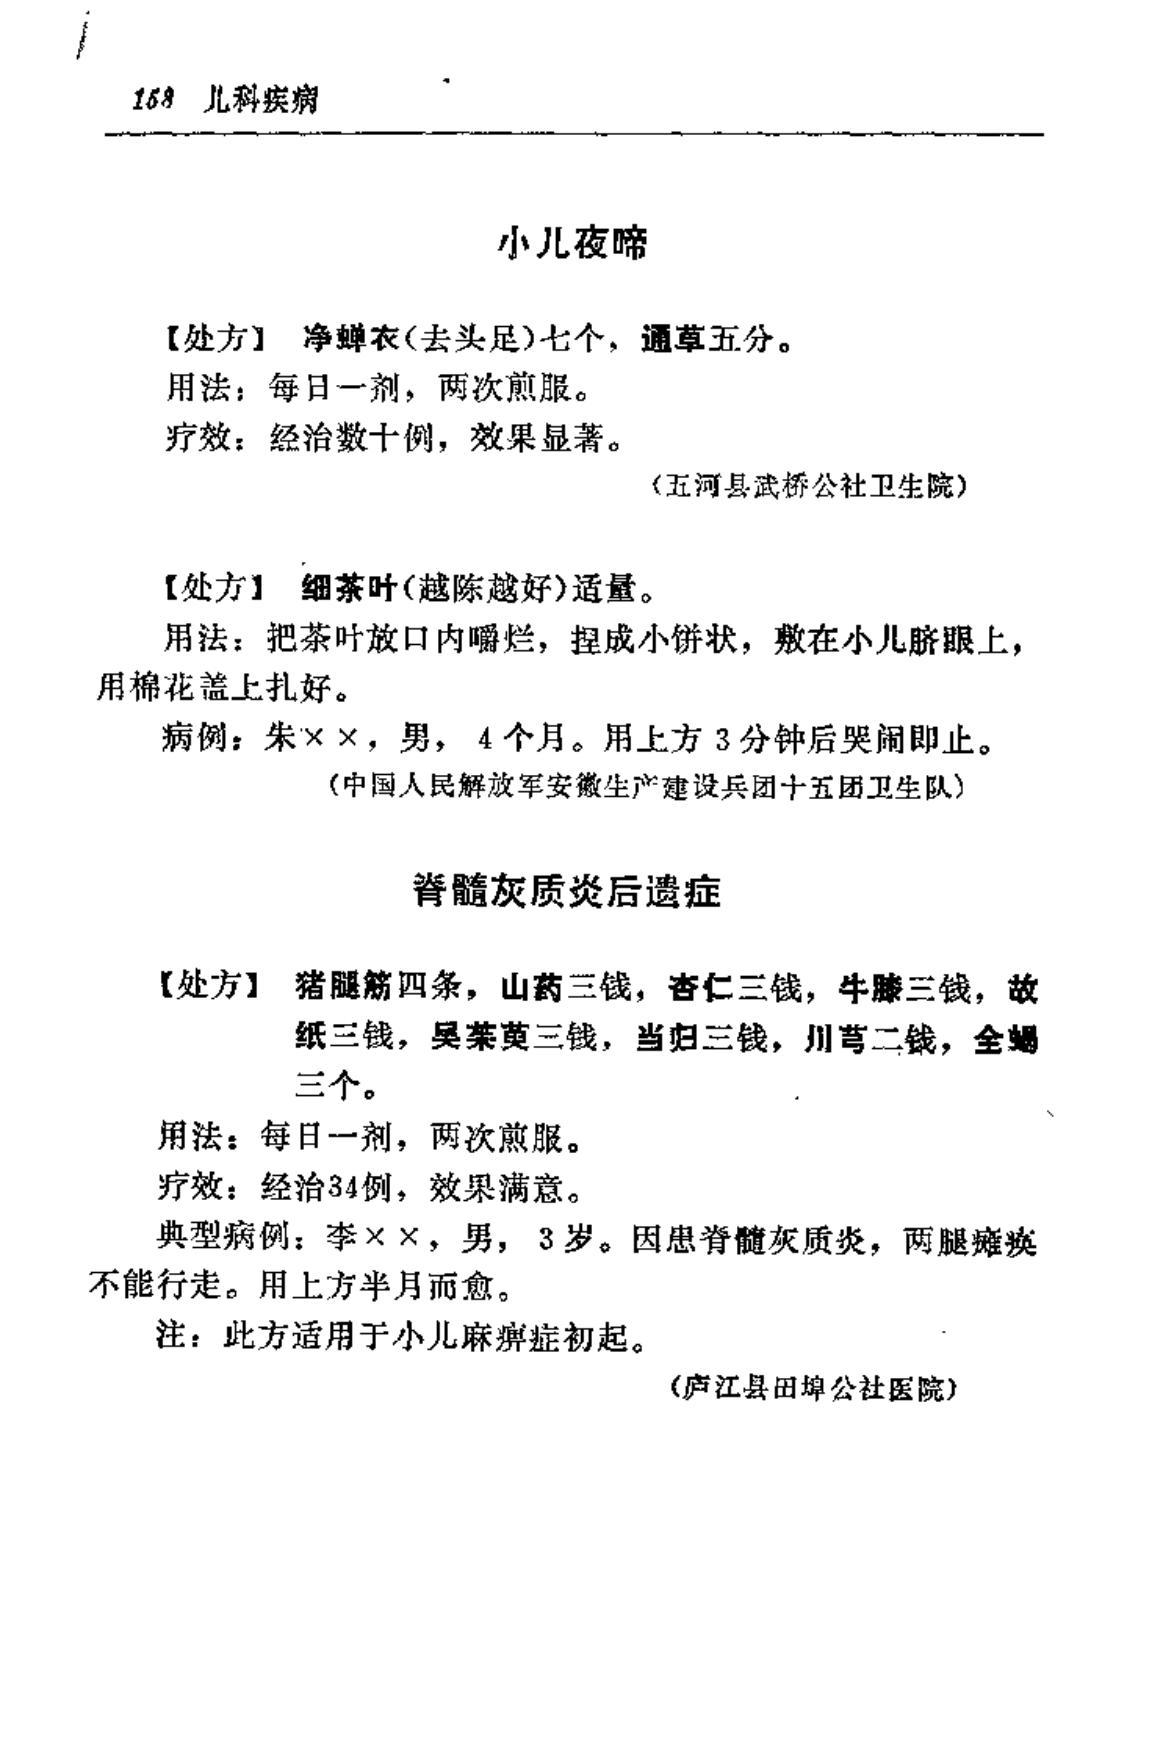 168 儿科疾病
小儿夜啼
【处方】 净蝉衣(去头足)七个，通草五分。
用法：每日一剂，两次煎服。
疗效：经治数十例，效果显著。
(五河县武桥公社卫生院)
【处方】 细茶叶(越陈越好)适量。
用法：把茶叶放口内嚼烂，捏成小饼状，敷在小儿脐眼上，
用棉花盖上扎好。
病例：朱××，男， 4个月。用上方3分钟后哭闹即止。
(中国人民解放军安徽生产建设兵团十五团卫生队)
脊髓灰质炎后遗症
【处方】 猪腿筋四条，山药三钱，杏仁三钱，牛膝三钱，故
纸三钱，吴茱萸三钱，当归三钱，川芎二钱，全蝎
三个。
用法：每日一剂，两次煎服。
疗效：经治34例，效果满意。
典型病例：李××，男， 3岁。因患脊髓灰质炎，两腿瘫痪
不能行走。用上方半月而愈。
注：此方适用于小儿麻痹症初起。
(庐江县田埠公社医院)